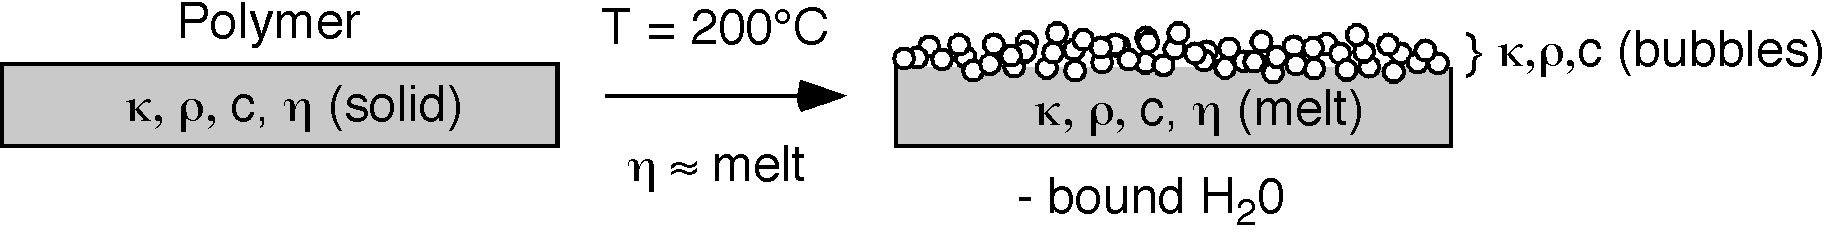 Polymer
κ, ρ, c, η (solid)
T = 200°C
η ≈ melt
} κ,ρ,c (bubbles)
κ, ρ, c, η (melt)
- bound H₂0